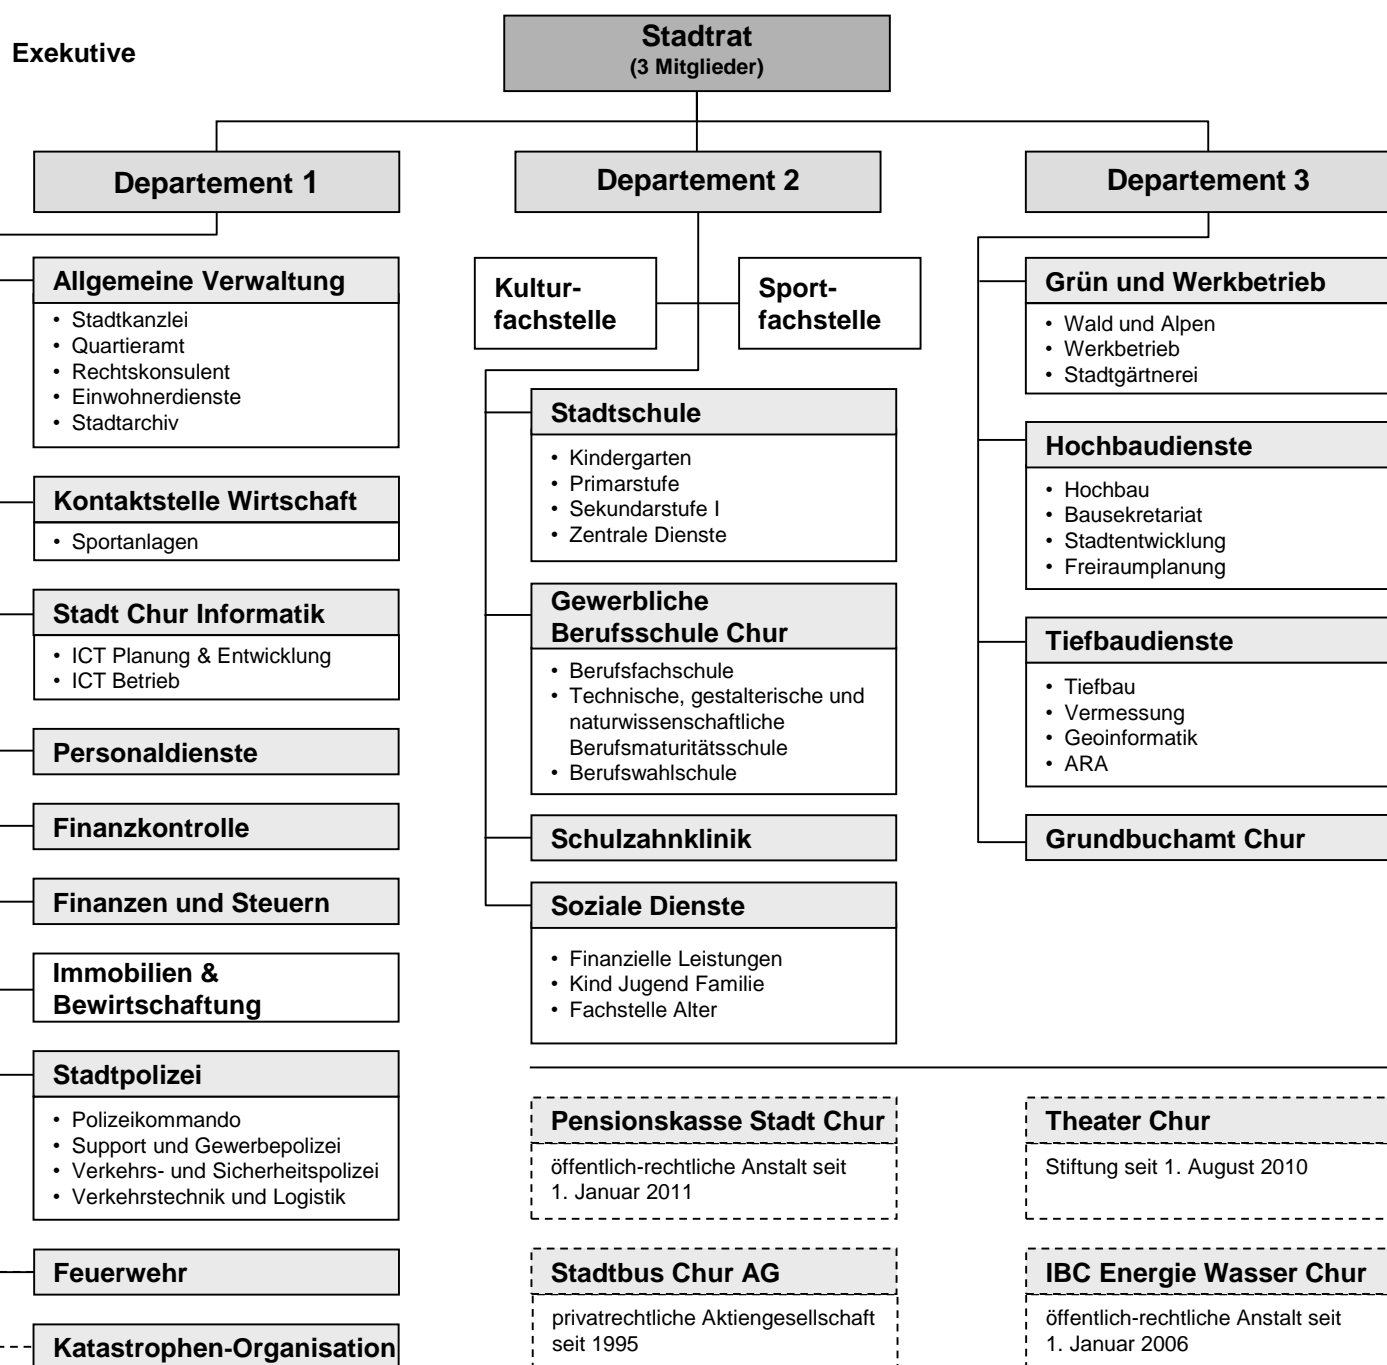 Exekutive
Stadtrat
(3 Mitglieder)
Departement 1
Allgemeine Verwaltung
• Stadtkanzlei
• Quartieramt
• Rechtskonsulent
• Einwohnerdienste
• Stadtarchiv
Kontaktstelle Wirtschaft
• Sportanlagen
Stadt Chur Informatik
• ICT Planung & Entwicklung
• ICT Betrieb
Personaldienste
Finanzkontrolle
Finanzen und Steuern
Immobilien &
Bewirtschaftung
Stadtpolizei
• Polizeikommando
• Support und Gewerbepolizei
• Verkehrs- und Sicherheitspolizei
• Verkehrstechnik und Logistik
Feuerwehr
Katastrophen-Organisation
Departement 2
Kultur-
fachstelle
Sport-
fachstelle
Stadtschule
• Kindergarten
• Primarstufe
• Sekundarstufe I
• Zentrale Dienste
Gewerbliche
Berufsschule Chur
• Berufsfachschule
• Technische, gestalterische und
naturwissenschaftliche
Berufsmaturitätsschule
• Berufswahlschule
Schulzahnklinik
Soziale Dienste
• Finanzielle Leistungen
• Kind Jugend Familie
• Fachstelle Alter
Departement 3
Grün und Werkbetrieb
• Wald und Alpen
• Werkbetrieb
• Stadtgärtnerei
Hochbaudienste
• Hochbau
• Bausekretariat
• Stadtentwicklung
• Freiraumplanung
Tiefbaudienste
• Tiefbau
• Vermessung
• Geoinformatik
• ARA
Grundbuchamt Chur
Pensionskasse Stadt Chur
öffentlich-rechtliche Anstalt seit
1. Januar 2011
Theater Chur
Stiftung seit 1. August 2010
Stadtbus Chur AG
privatrechtliche Aktiengesellschaft
seit 1995
IBC Energie Wasser Chur
öffentlich-rechtliche Anstalt seit
1. Januar 2006